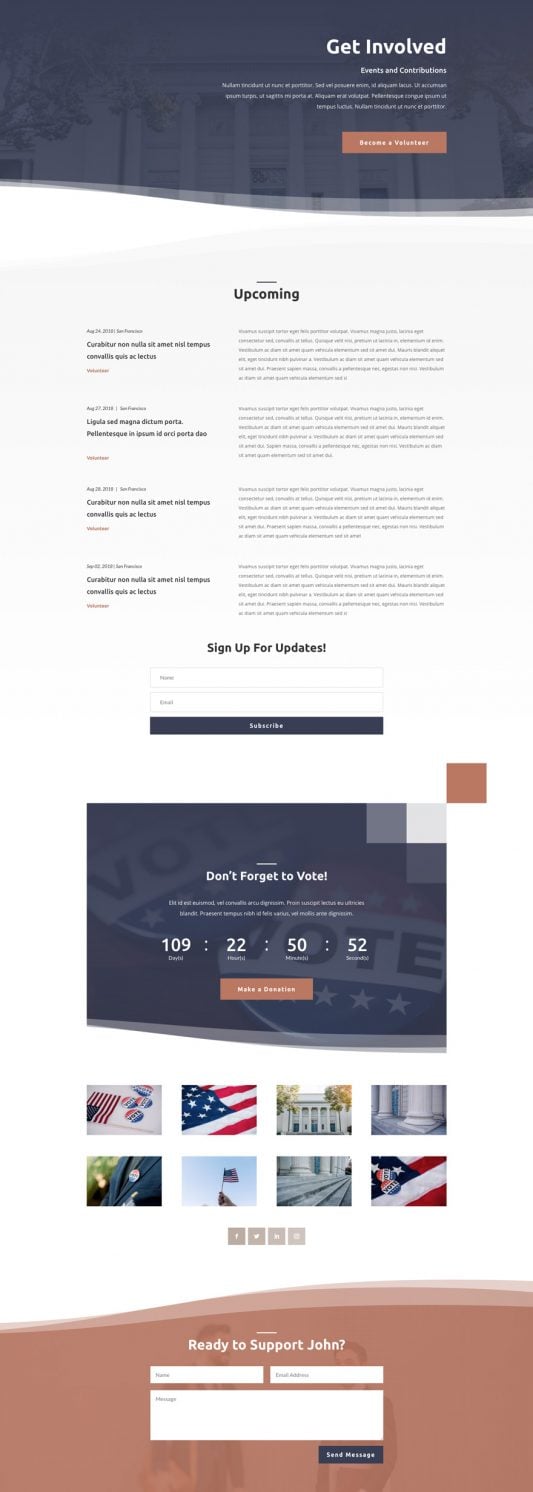 Get Involved
Events and Contributions
Nullam tincidunt ut nunc et porttitor. Sed vel posuere enim, id aliquam lacus. Ut accumsan
ipsum turpis, ut sagittis mi porta at. Aliquam erat volutpat. Pellentesque congue ipsum ut
tempus luctus. Nullam tincidunt ut nunc et porttitor.
Become a Volunteer
Upcoming
Aug 24, 2018 | San Francisco
Curabitur non nulla sit amet nisl tempus
convallis quis ac lectus
Volunteer
Vivamus suscipit tortor eget felis porttitor volutpat. Vivamus magna justo, lacinia eget
consectetur sed, convallis at tellus. Quisque velit nisi, pretium ut lacinia in, elementum id enim.
Vestibulum ac diam sit amet quam vehicula elementum sed sit amet dui. Mauris blandit aliquet
elit, eget tincidunt nibh pulvinar a. Vestibulum ac diam sit amet quam vehicula elementum sed
sit amet dui. Praesent sapien massa, convallis a pellentesque nec, egestas non nisi. Vestibulum
ac diam sit amet quam vehicula elementum sed si
Aug 27, 2018 | San Francisco
Ligula sed magna dictum porta.
Pellentesque in ipsum id orci porta dao
Volunteer
Vivamus suscipit tortor eget felis porttitor volutpat. Vivamus magna justo, lacinia eget
consectetur sed, convallis at tellus. Quisque velit nisi, pretium ut lacinia in, elementum id enim.
Vestibulum ac diam sit amet quam vehicula elementum sed sit amet dui. Mauris blandit aliquet
elit, eget tincidunt nibh pulvinar a. Vestibulum ac diam sit amet quam vehicula elementum sed
sit amet dui. Sapien massa, convallis a pellentesque nec, egestas non nisi. Vestibulum ac diam
sit amet quam elementum sed sit amet dui.
Aug 28, 2018 | San Francisco
Curabitur non nulla sit amet nisl tempus
convallis quis ac lectus
Volunteer
Vivamus suscipit tortor eget felis porttitor volutpat. Vivamus magna justo, lacinia eget
consectetur sed, convallis at tellus. Quisque velit nisi, pretium ut lacinia in, elementum id enim.
Vestibulum ac diam sit amet quam vehicula elementum sed sit amet dui. Mauris blandit aliquet
elit, eget tincidunt nibh pulvinar a. Vestibulum ac diam sit amet quam vehicula elementum sed
sit amet dui. Praesent sapien massa, convallis a pellentesque nec, egestas non nisi. Vestibulum
ac diam sit amet quam vehicula elementum sed sit amet
Sep 02, 2018 | San Francisco
Curabitur non nulla sit amet nisl tempus
convallis quis ac lectus
Volunteer
Vivamus suscipit tortor eget felis porttitor volutpat. Vivamus magna justo, lacinia eget
consectetur sed, convallis at tellus. Quisque velit nisi, pretium ut lacinia in, elementum id enim.
Vestibulum ac diam sit amet quam vehicula elementum sed sit amet dui. Mauris blandit aliquet
elit, eget tincidunt nibh pulvinar a. Vestibulum ac diam sit amet quam vehicula elementum sed
sit amet dui. Praesent sapien massa, convallis a pellentesque nec, egestas non nisi. Vestibulum
ac diam sit amet quam vehicula elementum sed si
Sign Up For Updates!
Name
Email
Subscribe
VOTE
VOTE
Don't Forget to Vote!
Elit id est euismod, vel convallis arcu dignissim. Proin suscipit lectus eu ultricies
blandit. Praesent tempus nibh id felis varius, vel mollis ante dignissim.
109 : 22 : 50 : 52
Day(s) Hour(s) Minute(s) Second(s)
Make a Donation
Ready to Support John?
Name
Email Address
Message
Send Message